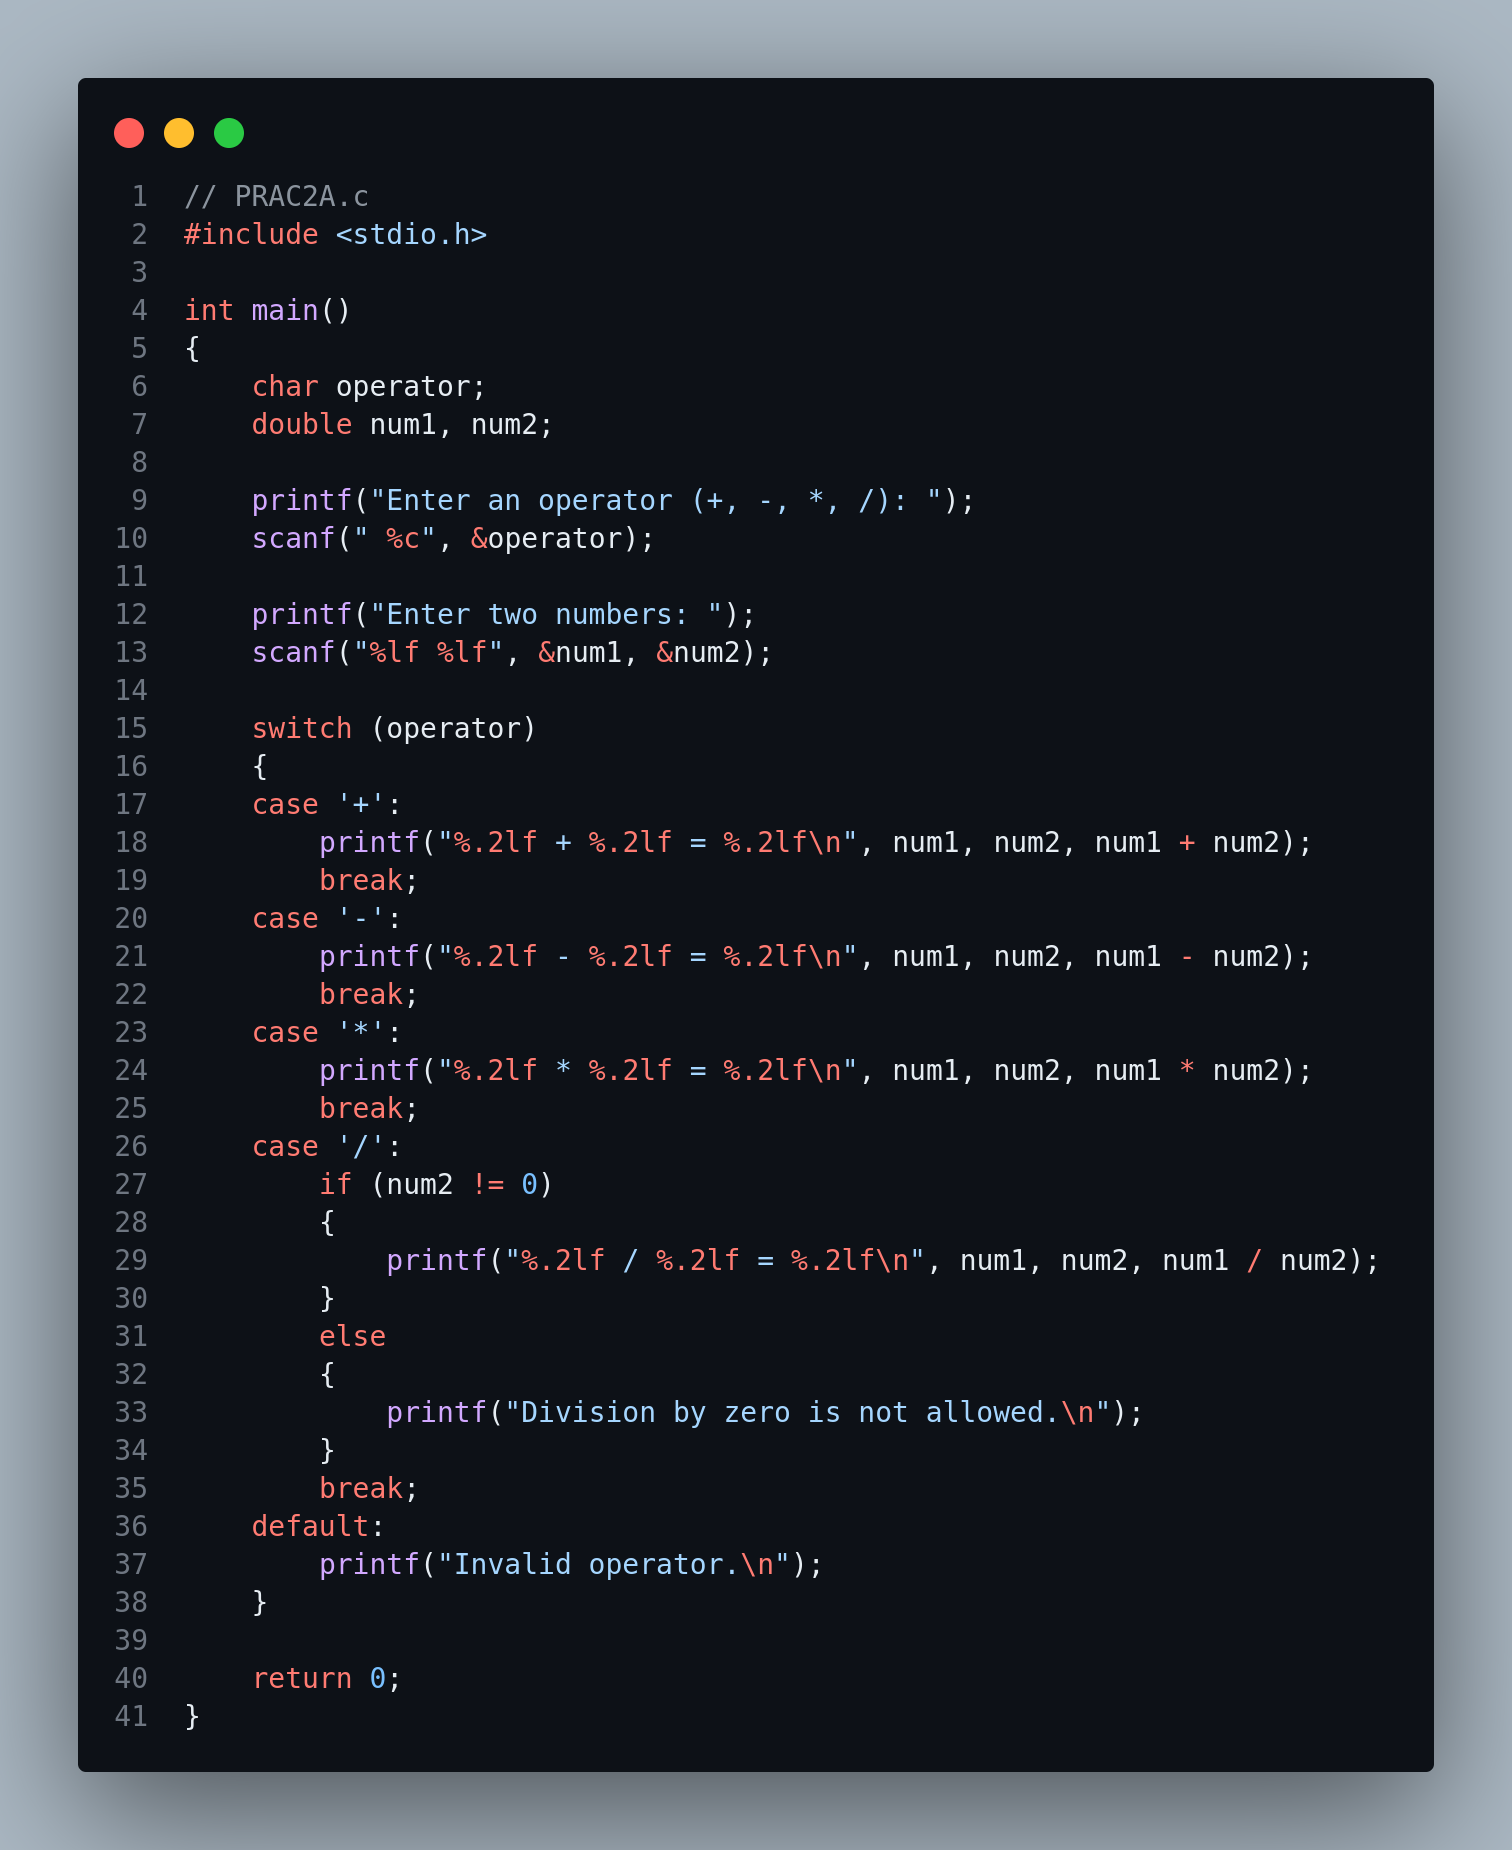 1 // PRAC2A.c
2 #include <stdio.h>
3
4 int main()
5 {
6     char operator;
7     double num1, num2;
8
9     printf("Enter an operator (+, -, *, /): ");
10     scanf(" %c", &operator);
11
12     printf("Enter two numbers: ");
13     scanf("%lf %lf", &num1, &num2);
14
15     switch (operator)
16     {
17     case '+':
18         printf("%.2lf + %.2lf = %.2lf\n", num1, num2, num1 + num2);
19         break;
20     case '-':
21         printf("%.2lf - %.2lf = %.2lf\n", num1, num2, num1 - num2);
22         break;
23     case '*':
24         printf("%.2lf * %.2lf = %.2lf\n", num1, num2, num1 * num2);
25         break;
26     case '/':
27         if (num2 != 0)
28         {
29             printf("%.2lf / %.2lf = %.2lf\n", num1, num2, num1 / num2);
30         }
31         else
32         {
33             printf("Division by zero is not allowed.\n");
34         }
35         break;
36     default:
37         printf("Invalid operator.\n");
38     }
39
40     return 0;
41 }